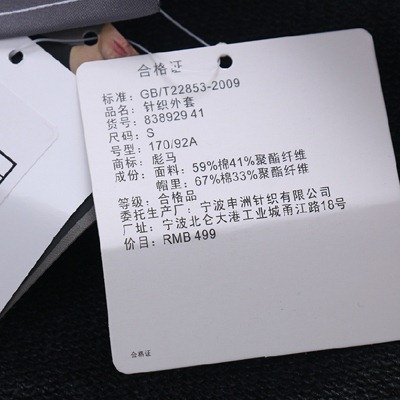 合格证
标准: GB/T22853-2009
品名: 针织外套
货号: 838929 41
尺码: S
号型: 170/92A
商标: 彪马
成份: 面料: 59%棉41%聚酯纤维
帽里: 67%棉33%聚酯纤维
等级: 合格品
委托生产厂: 宁波申洲针织有限公司
厂址: 宁波北仑大港工业城甬江路18号
价目: RMB 499
合格证